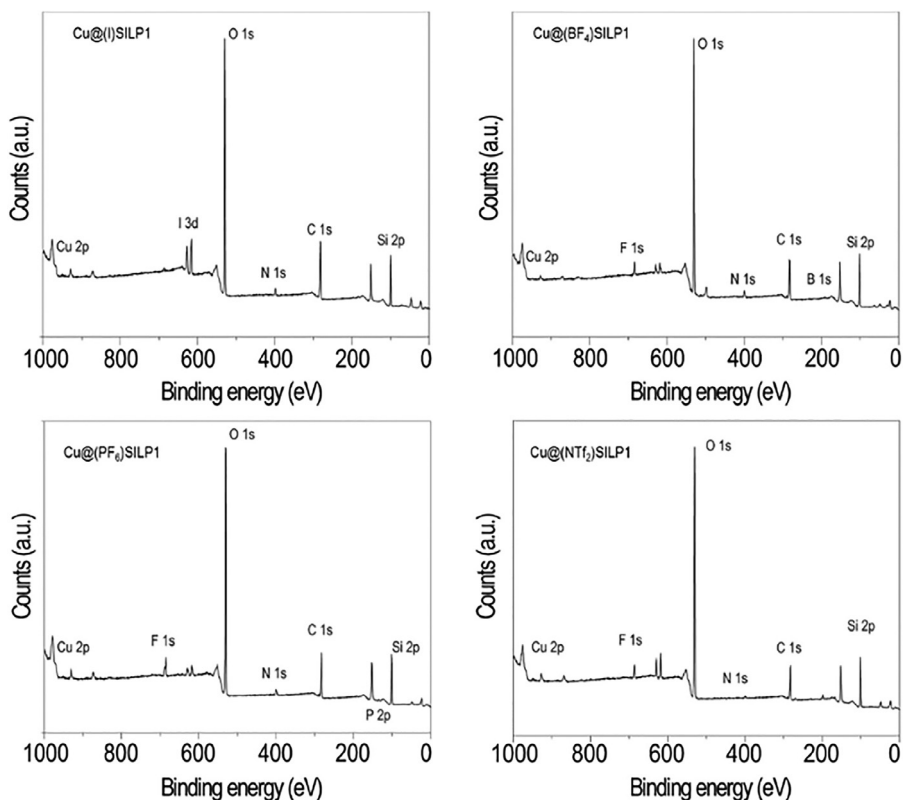 Cu@(I)SILP1
O 1s
I 3d
Cu 2p
N 1s
C 1s
Si 2p
Counts (a.u.)
1000 800 600 400 200 0
Binding energy (eV)
Cu@(BF₄)SILP1
O 1s
Cu 2p
F 1s
N 1s
C 1s
B 1s
Si 2p
Counts (a.u.)
1000 800 600 400 200 0
Binding energy (eV)
Cu@(PF₆)SILP1
O 1s
Cu 2p
F 1s
N 1s
C 1s
Si 2p
P 2p
Counts (a.u.)
1000 800 600 400 200 0
Binding energy (eV)
Cu@(NTf₂)SILP1
O 1s
Cu 2p
F 1s
N 1s
C 1s
Si 2p
Counts (a.u.)
1000 800 600 400 200 0
Binding energy (eV)